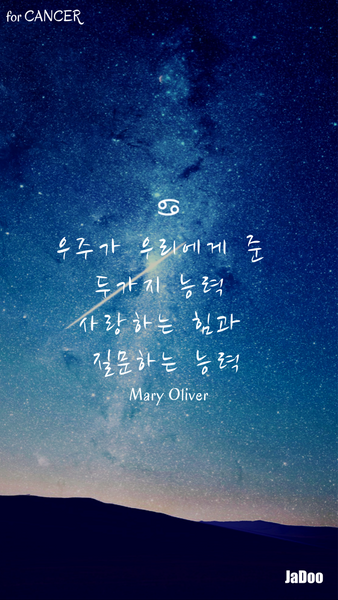 for CANCER
♋
우주가 우리에게 준
두가지 능력
사랑하는 힘과
질문하는 능력
Mary Oliver
JaDoo